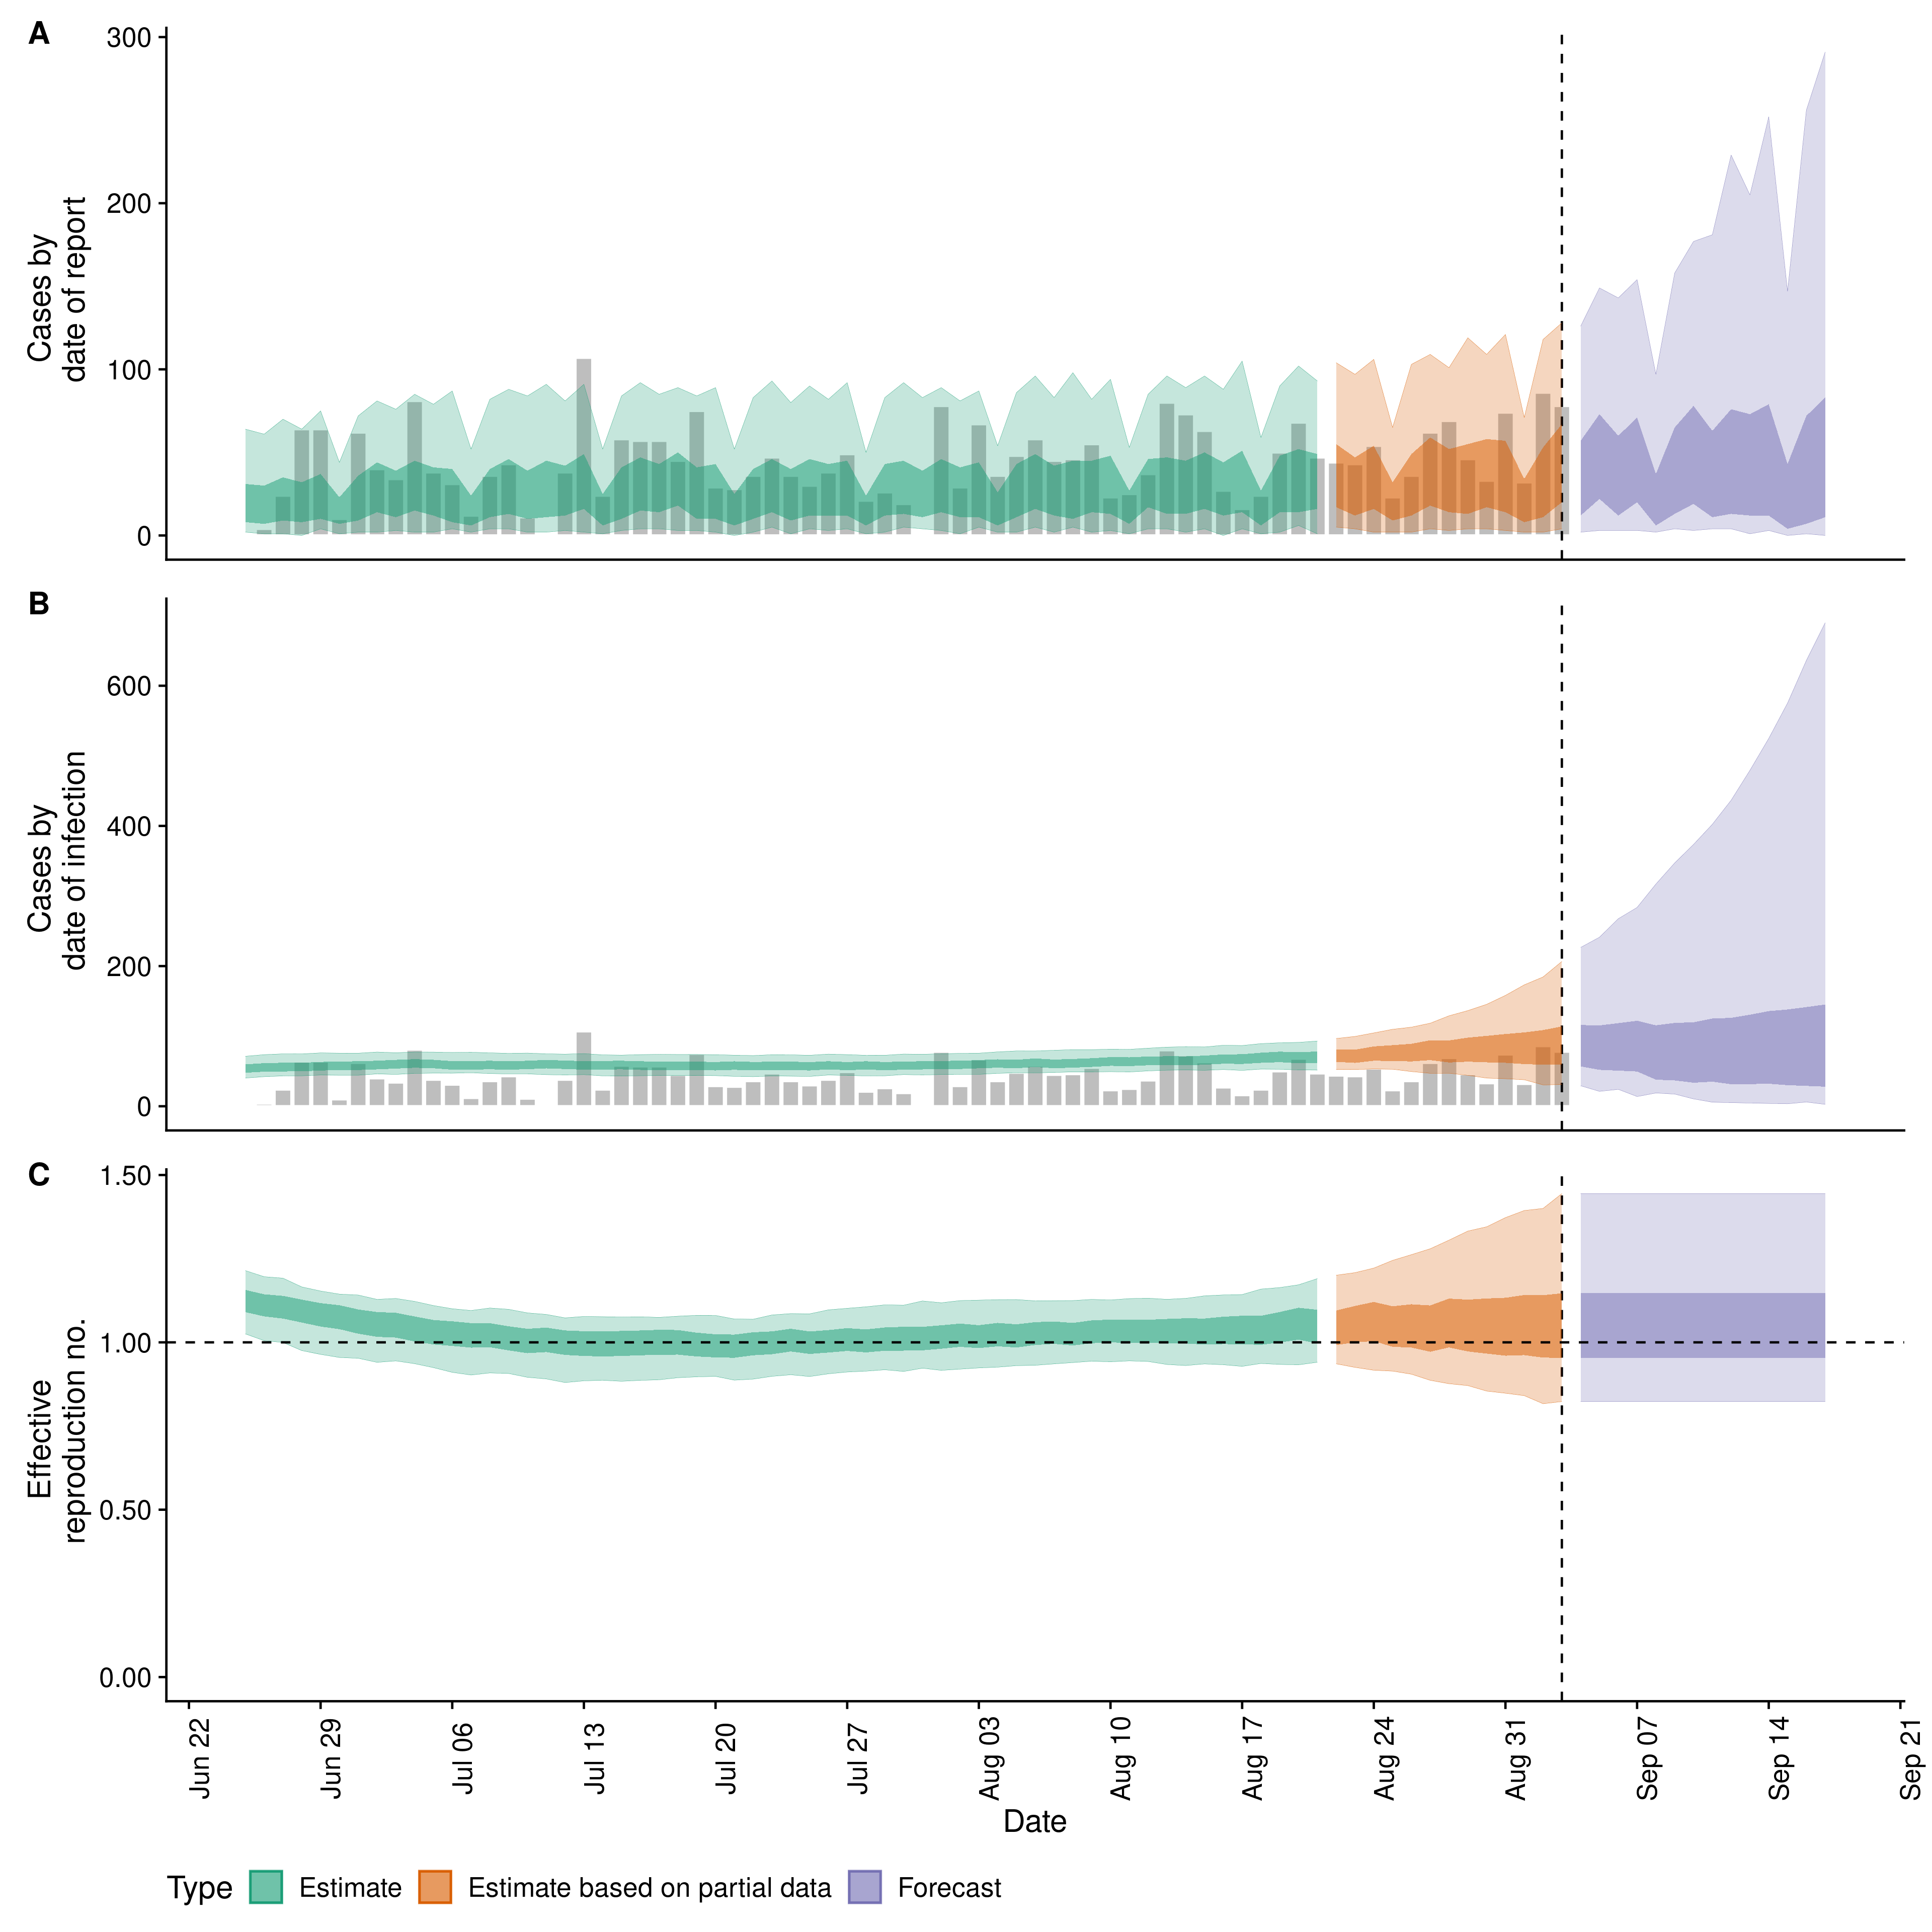 A
300
200
100
0
Cases by
date of report
B
600
400
200
0
Cases by
date of infection
C
1.50
1.00
0.50
0.00
Effective
reproduction no.
Jun 22
Jun 29
Jul 06
Jul 13
Jul 20
Jul 27
Aug 03
Aug 10
Aug 17
Aug 24
Aug 31
Sep 07
Sep 14
Sep 21
Date
Type Estimate Estimate based on partial data Forecast